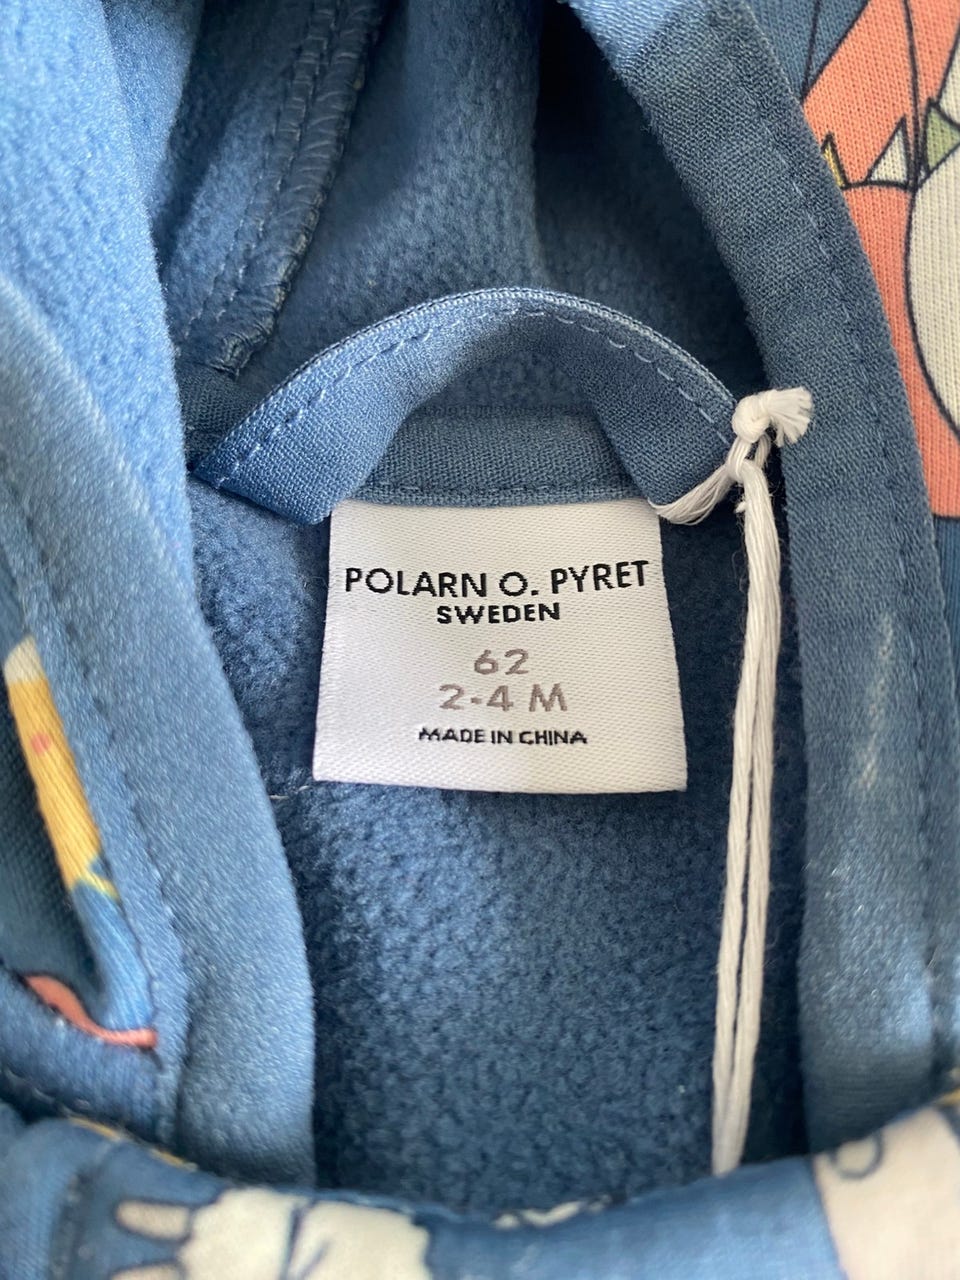 POLARN O. PYRET
SWEDEN
62
2-4 M
MADE IN CHINA